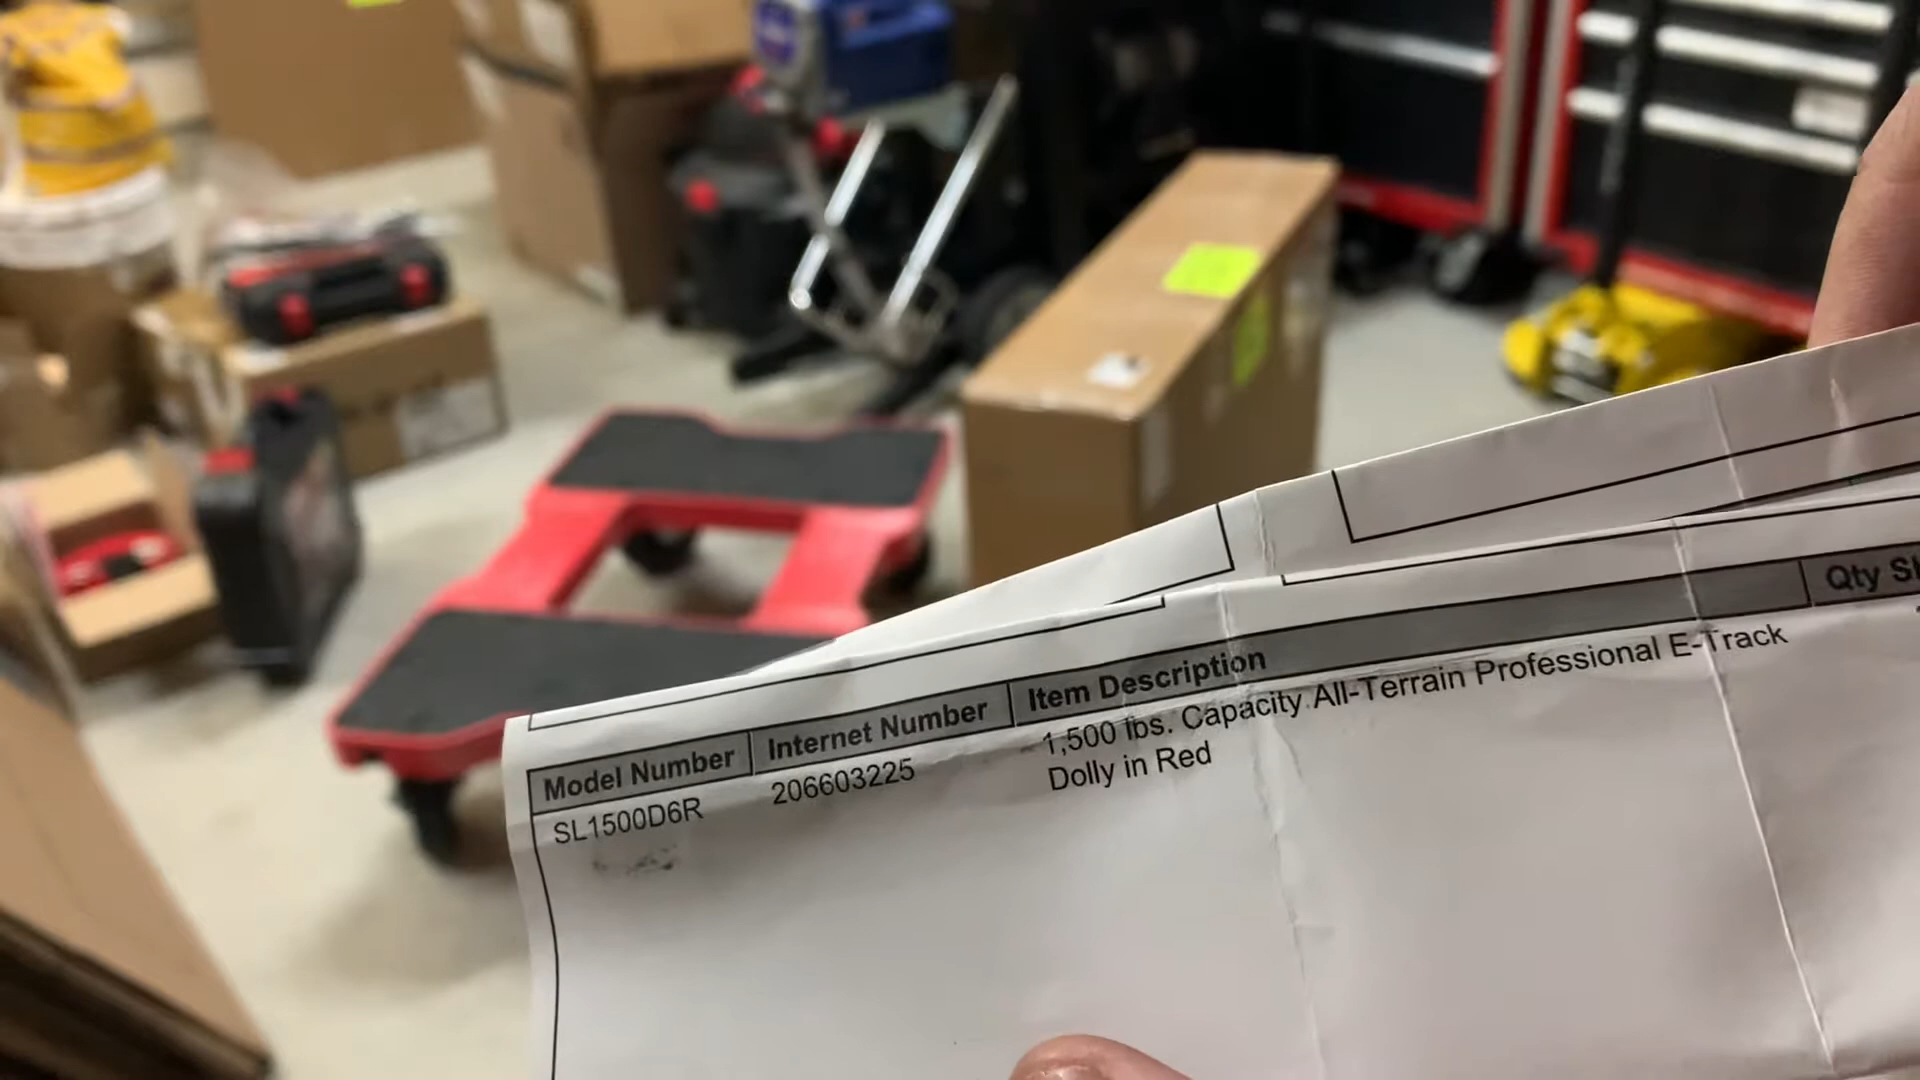 Model Number Internet Number Item Description Qty
SL1500D6R 206603225 1,500 lbs. Capacity All-Terrain Professional E-Track
Dolly in Red